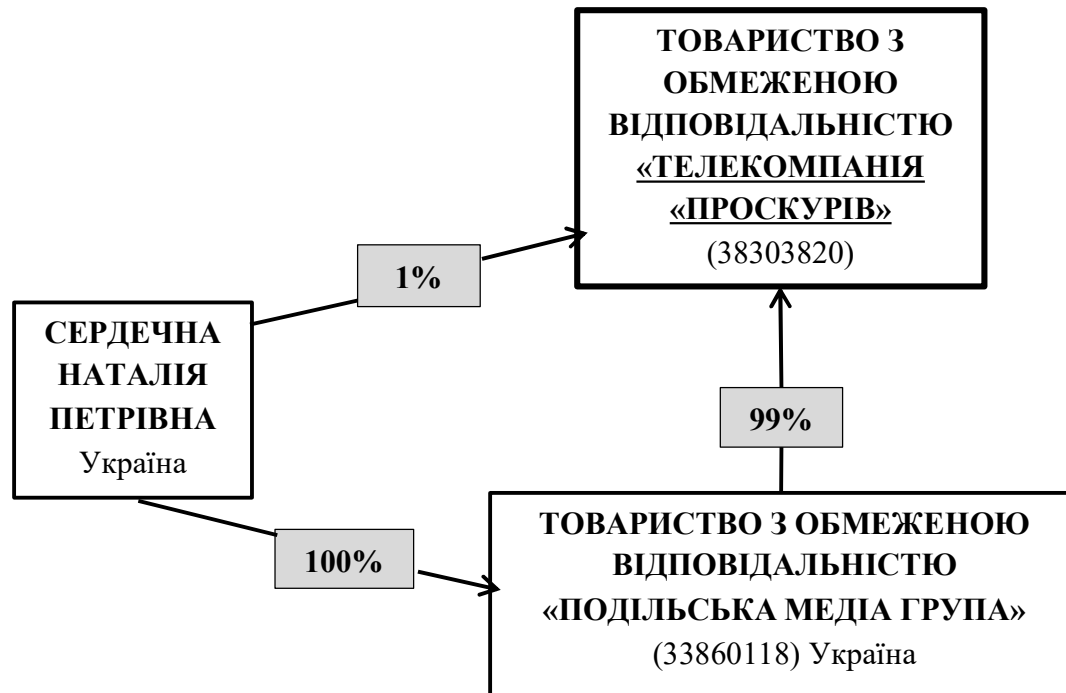 ТОВАРИСТВО З
ОБМЕЖЕНОЮ
ВІДПОВІДАЛЬНІСТЮ
«ТЕЛЕКОМПАНІЯ
«ПРОСКУРІВ»
(38303820)
1%
СЕРДЕЧНА
НАТАЛІЯ
ПЕТРІВНА
Україна
99%
100%
ТОВАРИСТВО З ОБМЕЖЕНОЮ
ВІДПОВІДАЛЬНІСТЮ
«ПОДІЛЬСЬКА МЕДІА ГРУПА»
(33860118) Україна